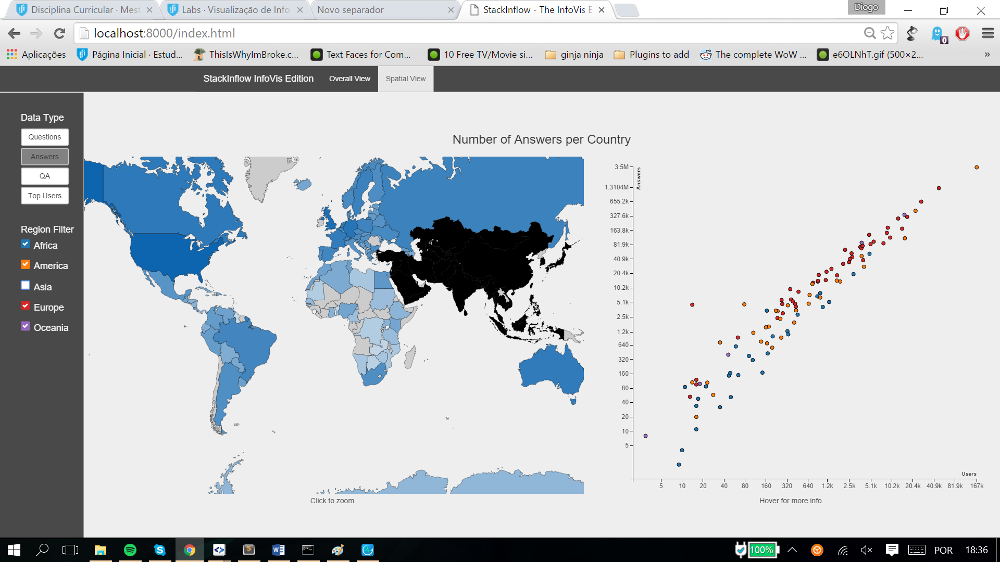 Disciplina Curricular · Mest
Labs · Visualização de Info
Novo separador
StackInflow - The InfoVis E
Diogo
localhost:8000/index.html
0
Aplicações
Página Inicial · Estud...
ThisIsWhyImBroke.c...
Text Faces for Com...
10 Free TV/Movie si...
ginja ninja
Plugins to add
The complete WoW ...
e6OLNhT.gif (500×2...
»
StackInflow InfoVis Edition
Overall View
Spatial View
Data Type
Questions
Answers
QA
Top Users
Region Filter
Africa
America
Asia
Europe
Oceania
Number of Answers per Country
Click to zoom.
Answers
3.5M
1.3104M
655.2k
327.6k
163.8k
81.9k
40.9k
20.4k
10.2k
5.1k
2.5k
1.2k
640
320
160
80
40
20
10
5
Users
5
10
20
40
80
160
320
640
1.2k
2.5k
5.1k
10.2k
20.4k
40.9k
81.9k
167k
Hover for more info.
100%
POR
18:36